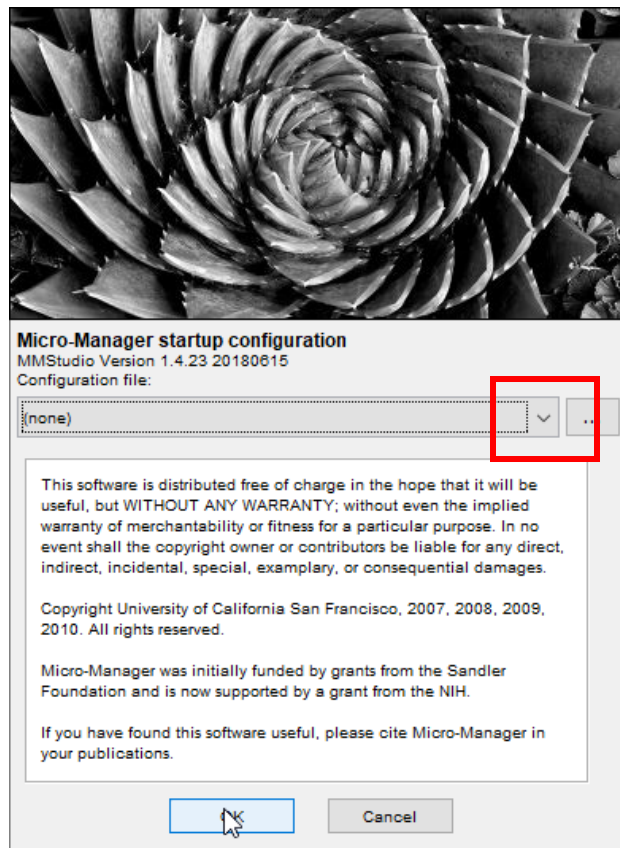 Micro-Manager startup configuration
MMStudio Version 1.4.23 20180615
Configuration file:
(none)
..
This software is distributed free of charge in the hope that it will be
useful, but WITHOUT ANY WARRANTY; without even the implied
warranty of merchantability or fitness for a particular purpose. In no
event shall the copyright owner or contributors be liable for any direct,
indirect, incidental, special, examplary, or consequential damages.
Copyright University of California San Francisco, 2007, 2008, 2009,
2010. All rights reserved.
Micro-Manager was initially funded by grants from the Sandler
Foundation and is now supported by a grant from the NIH.
If you have found this software useful, please cite Micro-Manager in
your publications.
OK
Cancel